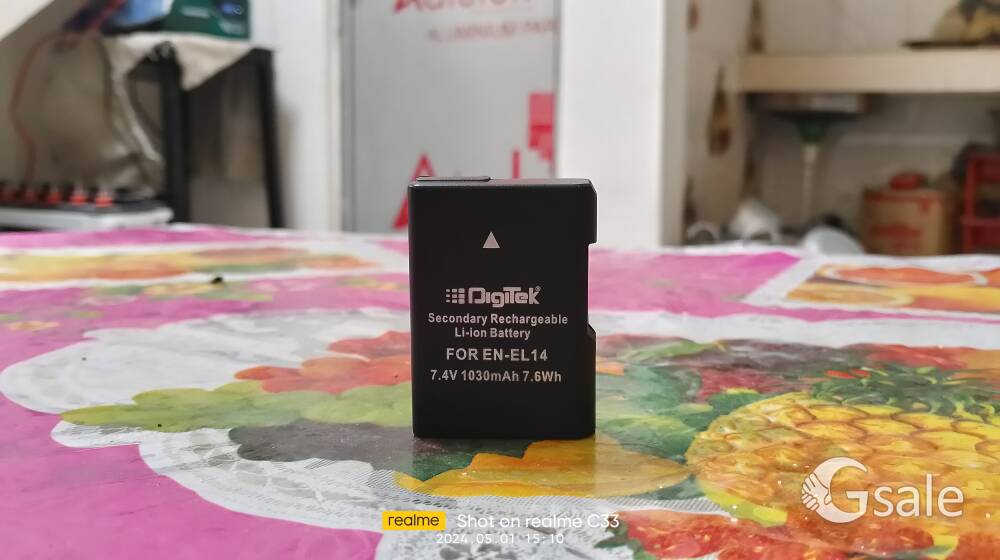 DigiTek
Secondary Rechargeable
Li-ion Battery
FOR EN-EL14
7.4V 1030mAh 7.6Wh
Gsale
realme Shot on realme C33
2024.05.01 15:10